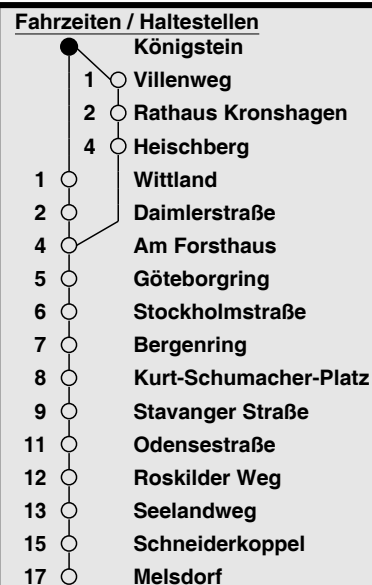 Fahrzeiten / Haltestellen
Königstein
1 Villenweg
2 Rathaus Kronshagen
4 Heischberg
1 Wittland
2 Daimlerstraße
4 Am Forsthaus
5 Göteborgring
6 Stockholmstraße
7 Bergenring
8 Kurt-Schumacher-Platz
9 Stavanger Straße
11 Odensestraße
12 Roskilder Weg
13 Seelandweg
15 Schneiderkoppel
17 Melsdorf